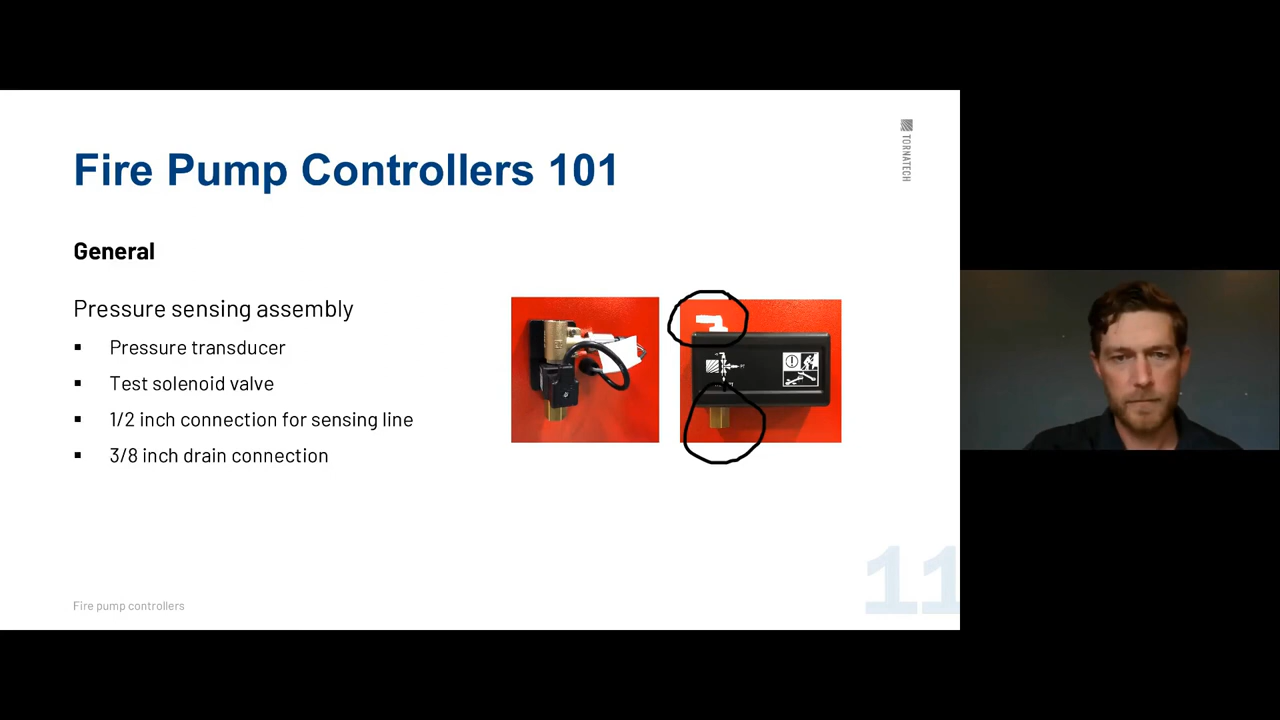 Fire Pump Controllers 101
TORNATECH
General
Pressure sensing assembly
▪ Pressure transducer
▪ Test solenoid valve
▪ 1/2 inch connection for sensing line
▪ 3/8 inch drain connection
Fire pump controllers
11